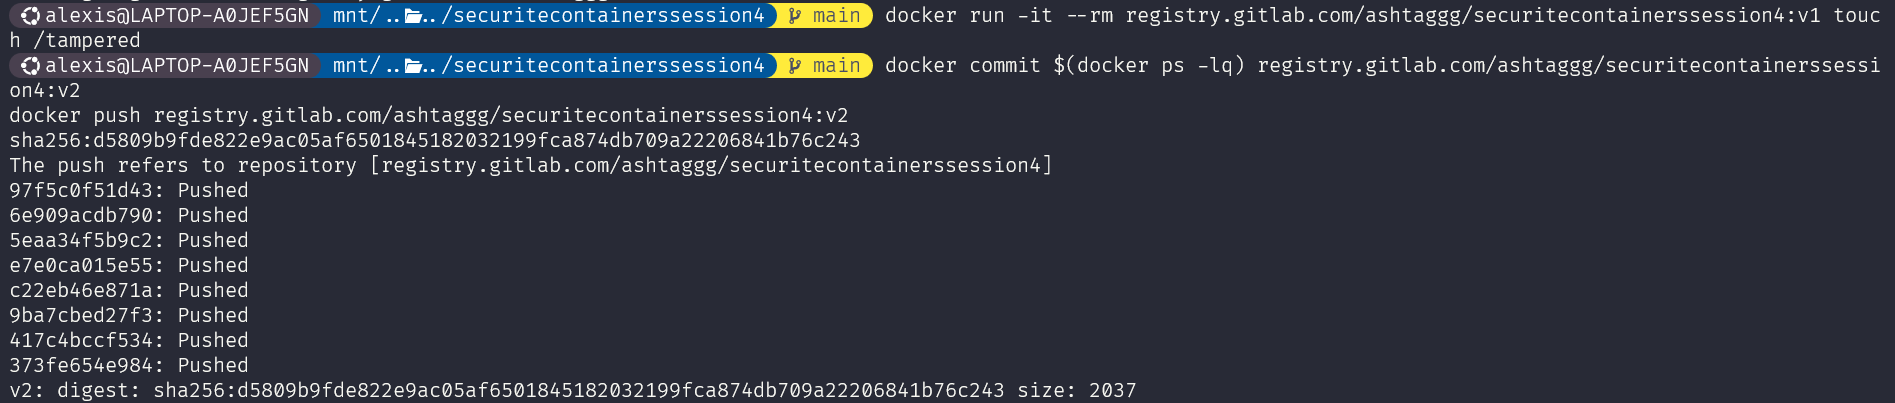 alexis@LAPTOP-A0JEF5GN mnt/../../securitecontainerssession4 main docker run -it --rm registry.gitlab.com/ashtaggg/securitecontainerssession4:v1 touc
h /tampered
alexis@LAPTOP-A0JEF5GN mnt/../../securitecontainerssession4 main docker commit $(docker ps -lq) registry.gitlab.com/ashtaggg/securitecontainerssessi
on4:v2
docker push registry.gitlab.com/ashtaggg/securitecontainerssession4:v2
sha256:d5809b9fde822e9ac05af6501845182032199fca874db709a22206841b76c243
The push refers to repository [registry.gitlab.com/ashtaggg/securitecontainerssession4]
97f5c0f51d43: Pushed
6e909acdb790: Pushed
5eaa34f5b9c2: Pushed
e7e0ca015e55: Pushed
c22eb46e871a: Pushed
9ba7cbed27f3: Pushed
417c4bccf534: Pushed
373fe654e984: Pushed
v2: digest: sha256:d5809b9fde822e9ac05af6501845182032199fca874db709a22206841b76c243 size: 2037